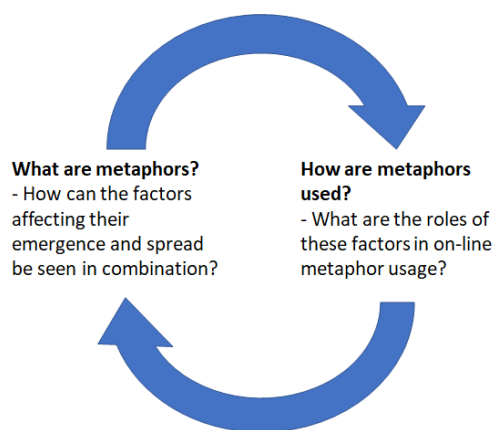 What are metaphors?
- How can the factors
affecting their
emergence and spread
be seen in combination?
How are metaphors
used?
- What are the roles of
these factors in on-line
metaphor usage?